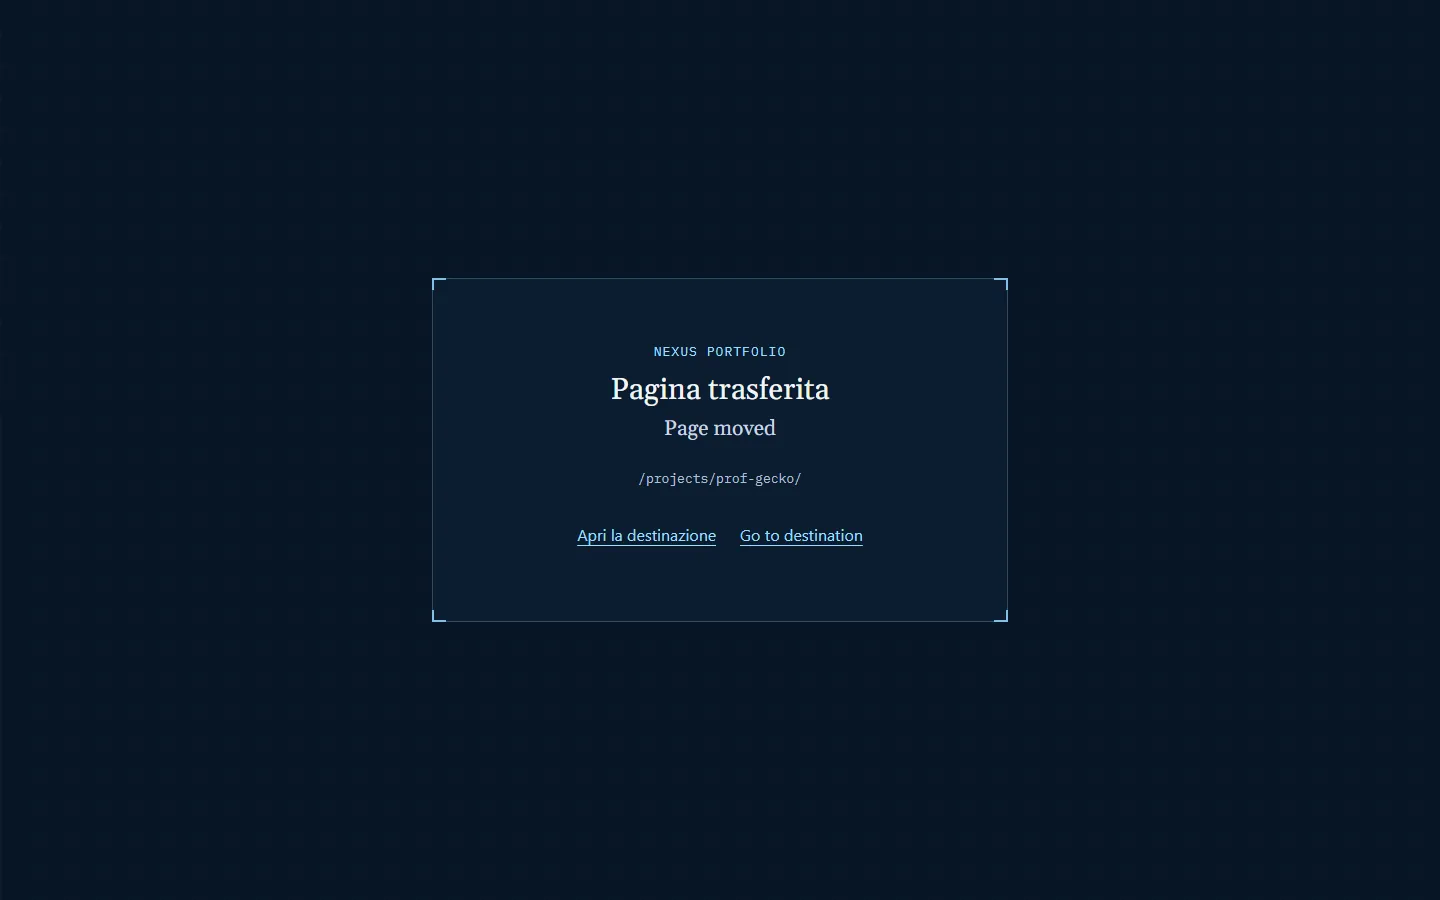 NEXUS PORTFOLIO
Pagina trasferita
Page moved
/projects/prof-gecko/
Apri la destinazione Go to destination